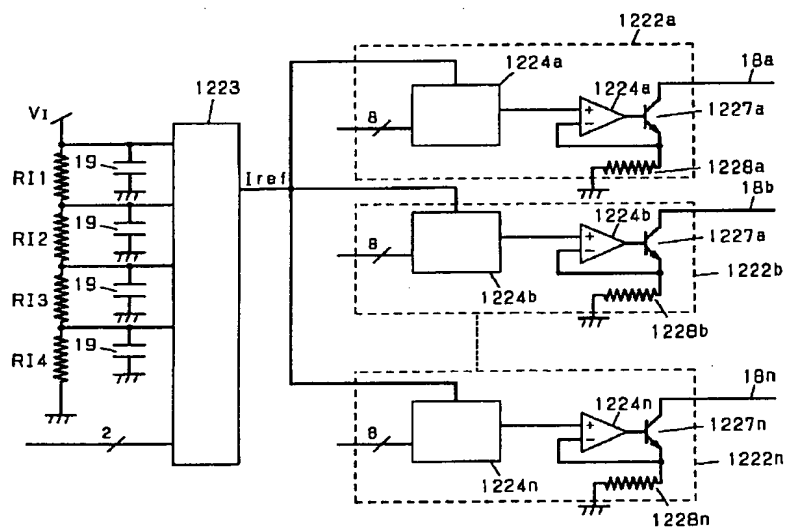 1222a
1224a
1224a
18a
1223
VI
8
+
−
1227a
19
RI1
1228a
Iref
18b
1224b
19
RI2
+
−
1227a
8
19
RI3
1224b
1222b
1228b
19
RI4
18n
1224n
+
−
1227n
2
8
1222n
1224n
1228n